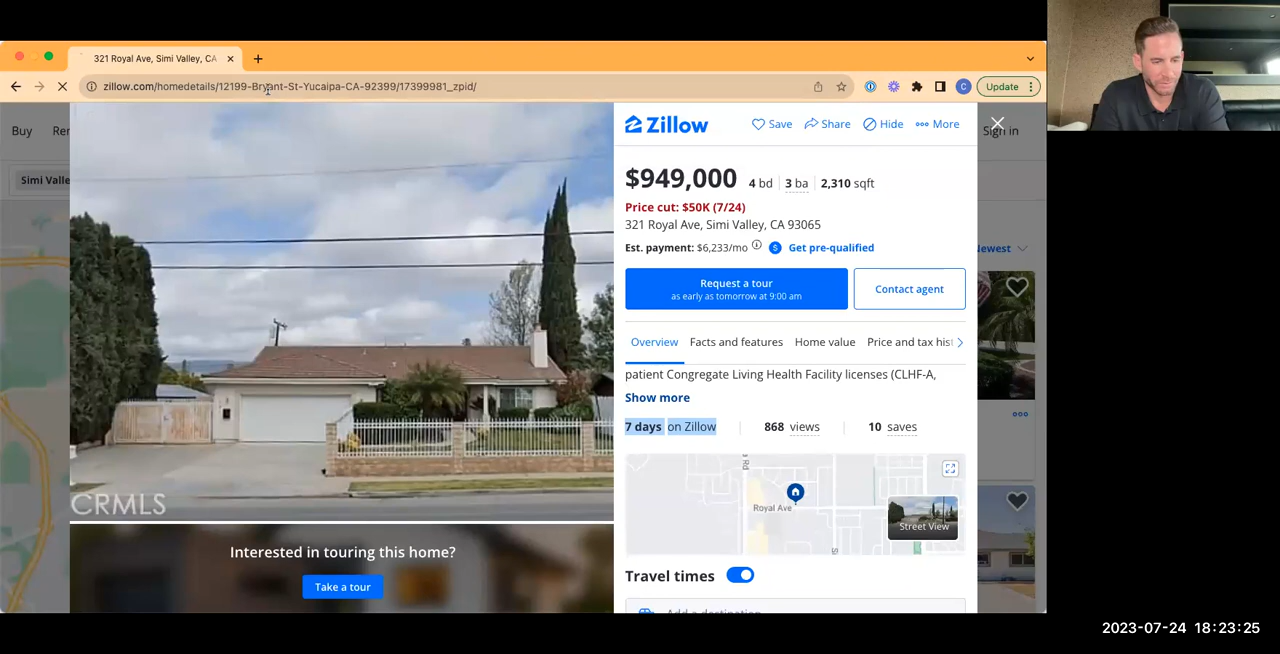 321 Royal Ave, Simi Valley, CA
zillow.com/homedetails/12199-Bryant-St-Yucaipa-CA-92399/17399981_zpid/
Update
Buy
Ren
Zillow
Save
Share
Hide
More
Sign in
Simi Valle
$949,000 4 bd 3 ba 2,310 sqft
Price cut: $50K (7/24)
321 Royal Ave, Simi Valley, CA 93065
Est. payment: $6,233/mo Get pre-qualified
Newest
Request a tour
as early as tomorrow at 9:00 am
Contact agent
Overview Facts and features Home value Price and tax hist
patient Congregate Living Health Facility licenses (CLHF-A,
Show more
7 days on Zillow 868 views 10 saves
Royal Ave
Street View
CRMLS
Interested in touring this home?
Take a tour
Travel times
Add a destination
2023-07-24 18:23:25